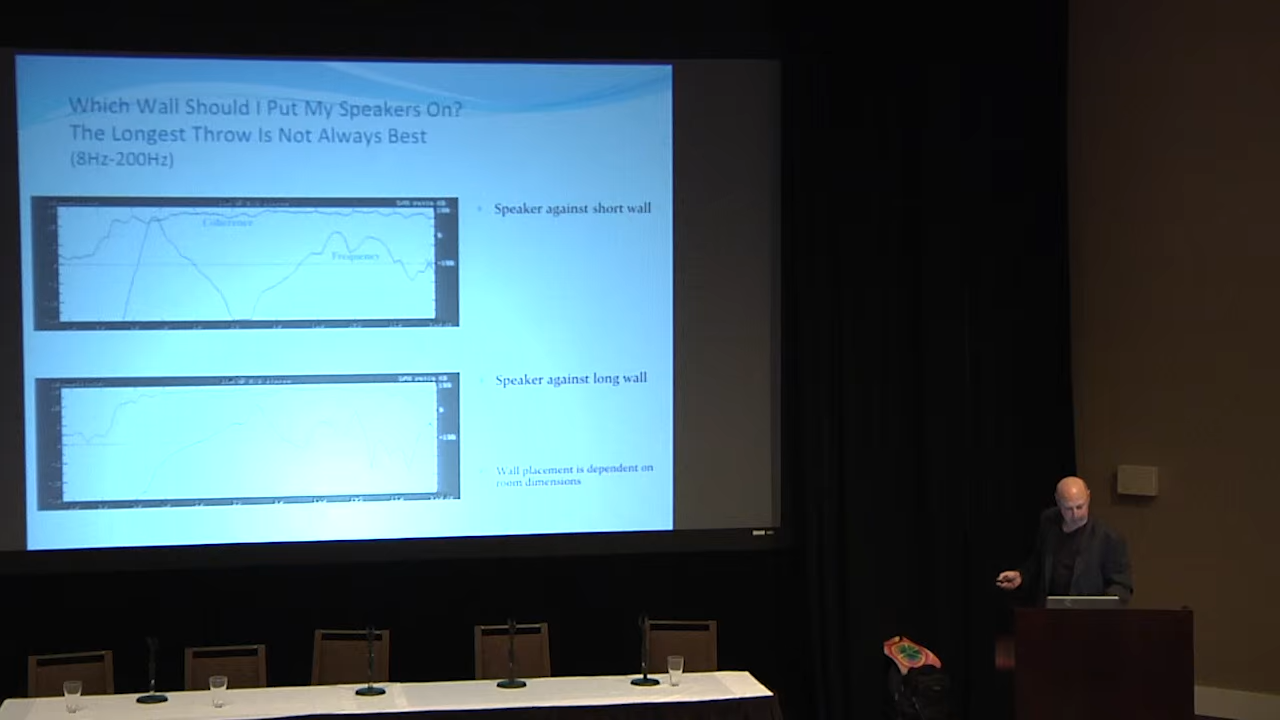 Which Wall Should I Put My Speakers On?
The Longest Throw Is Not Always Best
(8Hz-200Hz)
Speaker against short wall
Coherence
Frequency
Speaker against long wall
Wall placement is dependent on
room dimensions